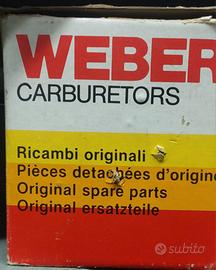 WEBER
CARBURETORS
Ricambi originali
Pièces detachées d'origine
Original spare parts
Original ersatzteile
subito